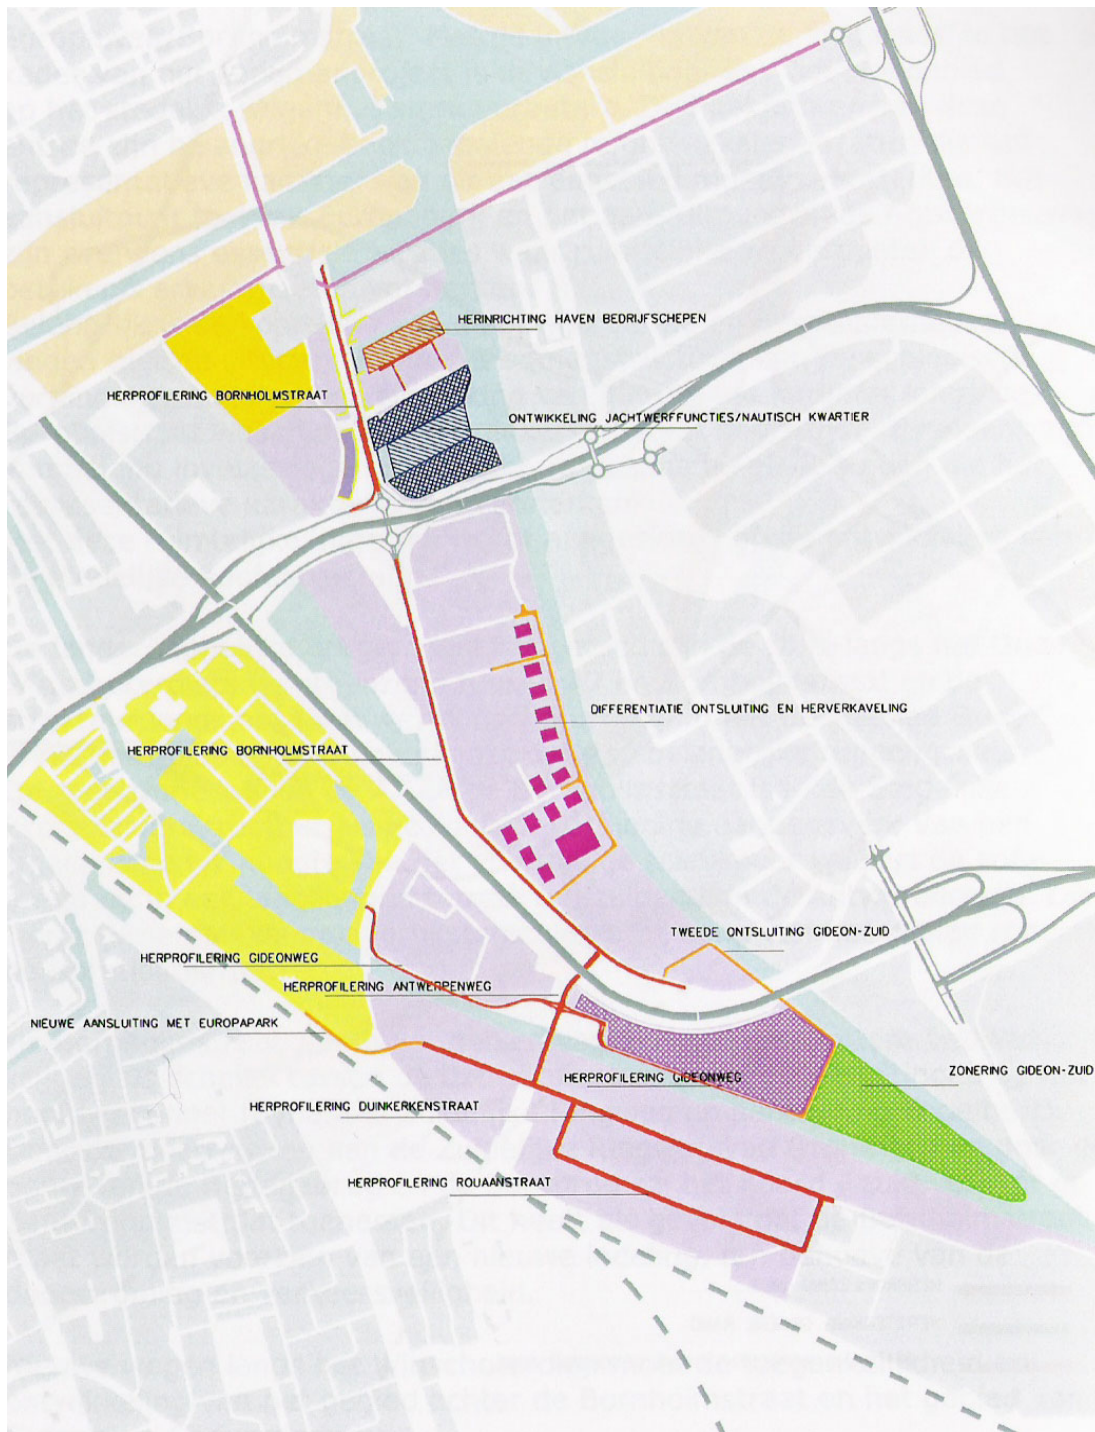 HERINRICHTING HAVEN BEDRIJFSCHEPEN
HERPROFILERING BORNHOLMSTRAAT
ONTWIKKELING JACHTWERFFUNCTIES/NAUTISCH KWARTIER
DIFFERENTIATIE ONTSLUITING EN HERVERKAVELING
HERPROFILERING BORNHOLMSTRAAT
TWEEDE ONTSLUITING GIDEON-ZUID
HERPROFILERING GIDEONWEG
HERPROFILERING ANTWERPENWEG
NIEUWE AANSLUITING MET EUROPAPARK
ZONERING GIDEON-ZUID
HERPROFILERING GIDEONWEG
HERPROFILERING DUINKERKENSTRAAT
HERPROFILERING ROUAANSTRAAT